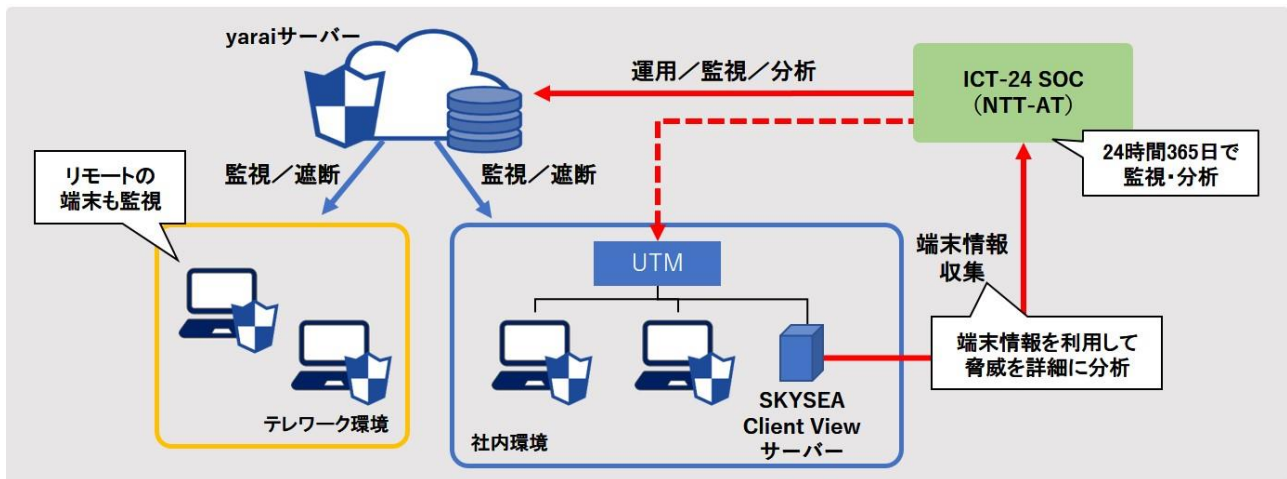 yaraiサーバー
運用／監視／分析
ICT-24 SOC
（NTT-AT）
24時間365日で
監視・分析
リモートの
端末も監視
監視／遮断
監視／遮断
UTM
端末情報
収集
端末情報を利用して
脅威を詳細に分析
テレワーク環境
社内環境
SKYSEA
Client View
サーバー